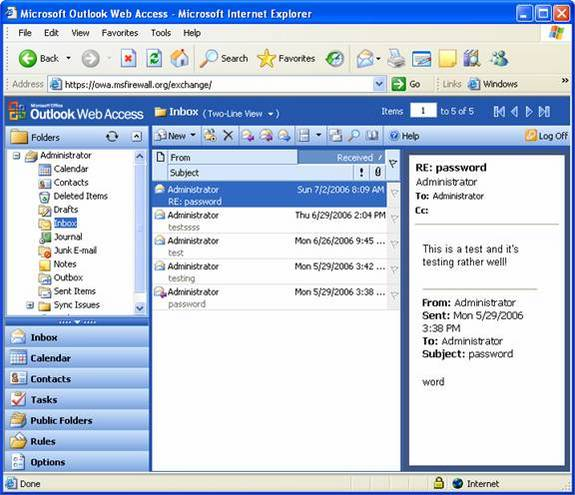 Microsoft Outlook Web Access - Microsoft Internet Explorer
File Edit View Favorites Tools Help
Back Search Favorites
Address https://owa.msfirewall.org/exchange/ Go Links Windows
Microsoft Office
Outlook Web Access Inbox (Two-Line View) Items 1 to 5 of 5
Folders New Help Log Off
Administrator
Calendar
Contacts
Deleted Items
Drafts
Inbox
Journal
Junk E-mail
Notes
Outbox
Sent Items
Sync Issues
Inbox
Calendar
Contacts
Tasks
Public Folders
Rules
Options
From Received
Subject !
Administrator Sun 7/2/2006 8:09 AM
RE: password
Administrator Thu 6/29/2006 2:04 PM
testssss
Administrator Mon 6/26/2006 9:45 ...
test
Administrator Mon 5/29/2006 3:42 ...
testing
Administrator Mon 5/29/2006 3:38 ...
password
RE: password
Administrator
To: Administrator
Cc:
This is a test and it's
testing rather well!
From: Administrator
Sent: Mon 5/29/2006
3:38 PM
To: Administrator
Subject: password
word
Done Internet